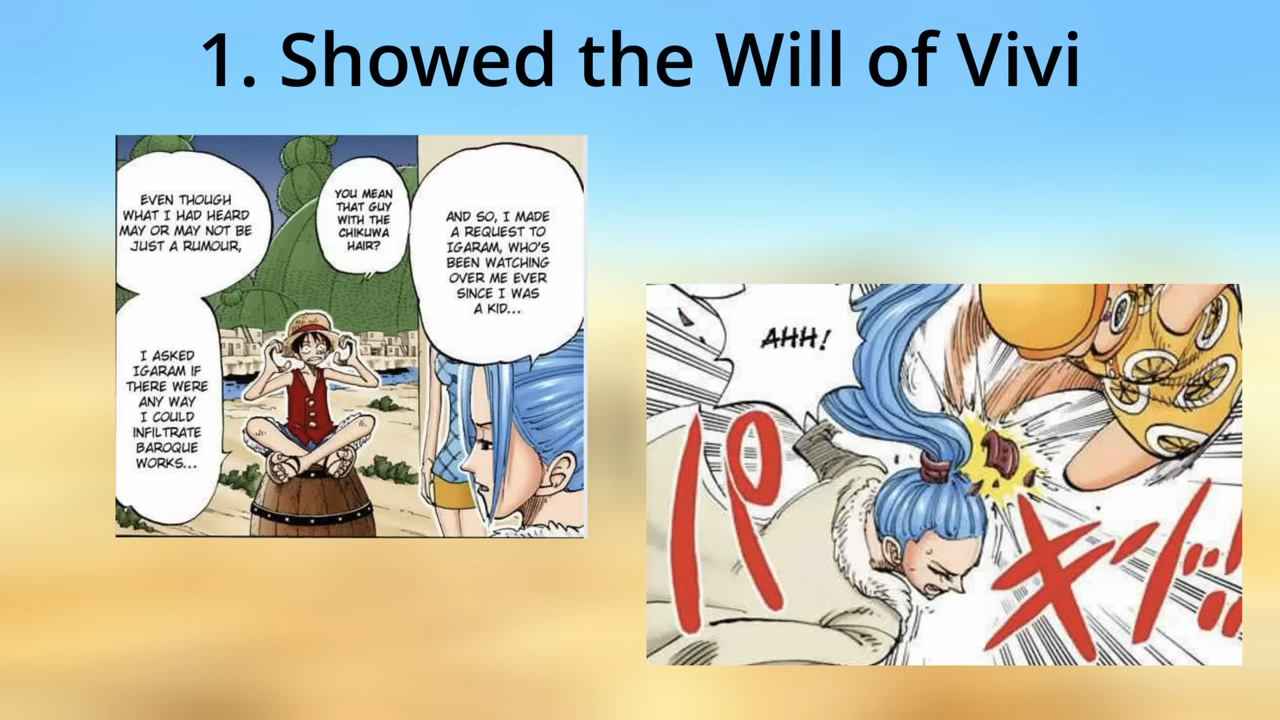 1. Showed the Will of Vivi
EVEN THOUGH
WHAT I HAD HEARD
MAY OR MAY NOT BE
JUST A RUMOUR,
YOU MEAN
THAT GUY
WITH THE
CHIKUWA
HAIR?
AND SO, I MADE
A REQUEST TO
IGARAM, WHO'S
BEEN WATCHING
OVER ME EVER
SINCE I WAS
A KID...
I ASKED
IGARAM IF
THERE WERE
ANY WAY
I COULD
INFILTRATE
BAROQUE
WORKS...
AHH!
パキッ!!